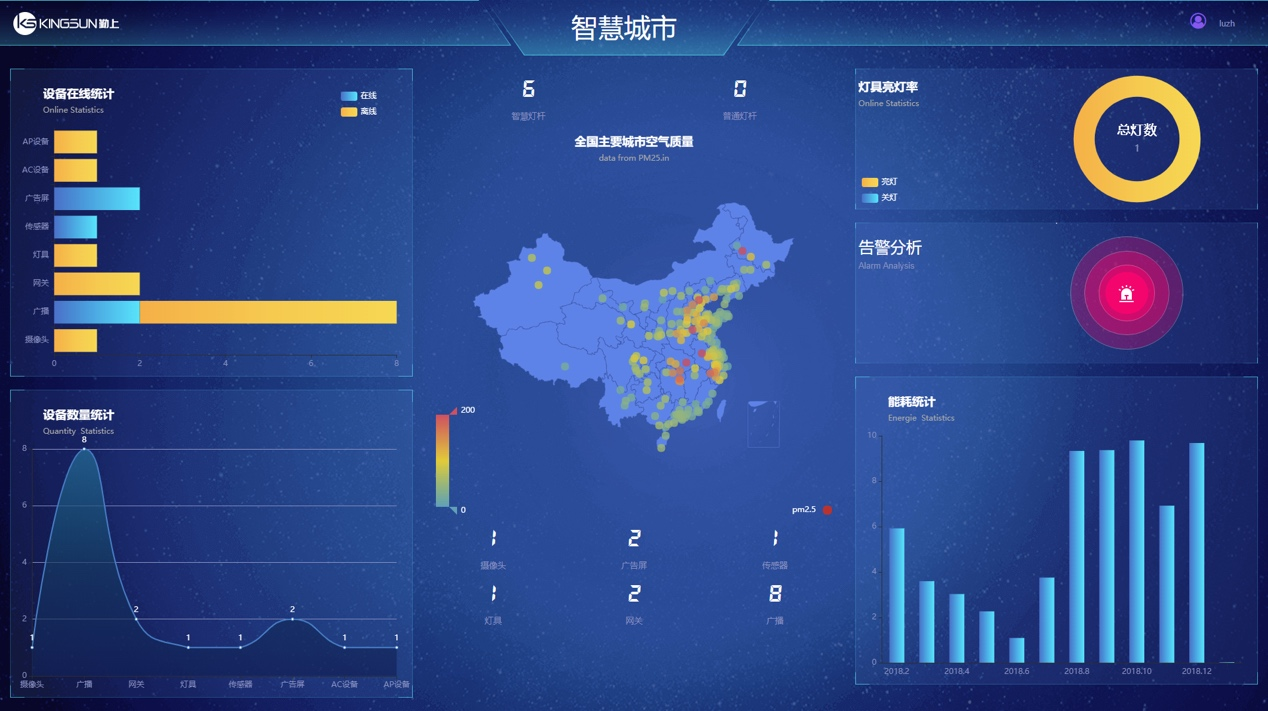 KS KINGSUN勤上
智慧城市
luzh
设备在线统计
Online Statistics
在线
离线
AP设备
AC设备
广告屏
传感器
灯具
网关
广播
摄像头
0 2 4 6 8
设备数量统计
Quantity Statistics
8
6
4
2
0
1 8 2 1 1 2 1 1
摄像头 广播 网关 灯具 传感器 广告屏 AC设备 AP设备
6 0
智慧灯杆 普通灯杆
全国主要城市空气质量
data from PM25.in
200
0
pm2.5
1 2 1
摄像头 广告屏 传感器
1 2 8
灯具 网关 广播
灯具亮灯率
Online Statistics
总灯数
1
亮灯
关灯
告警分析
Alarm Analysis
能耗统计
Energie Statistics
10
8
6
4
2
0
2018.2 2018.4 2018.6 2018.8 2018.10 2018.12